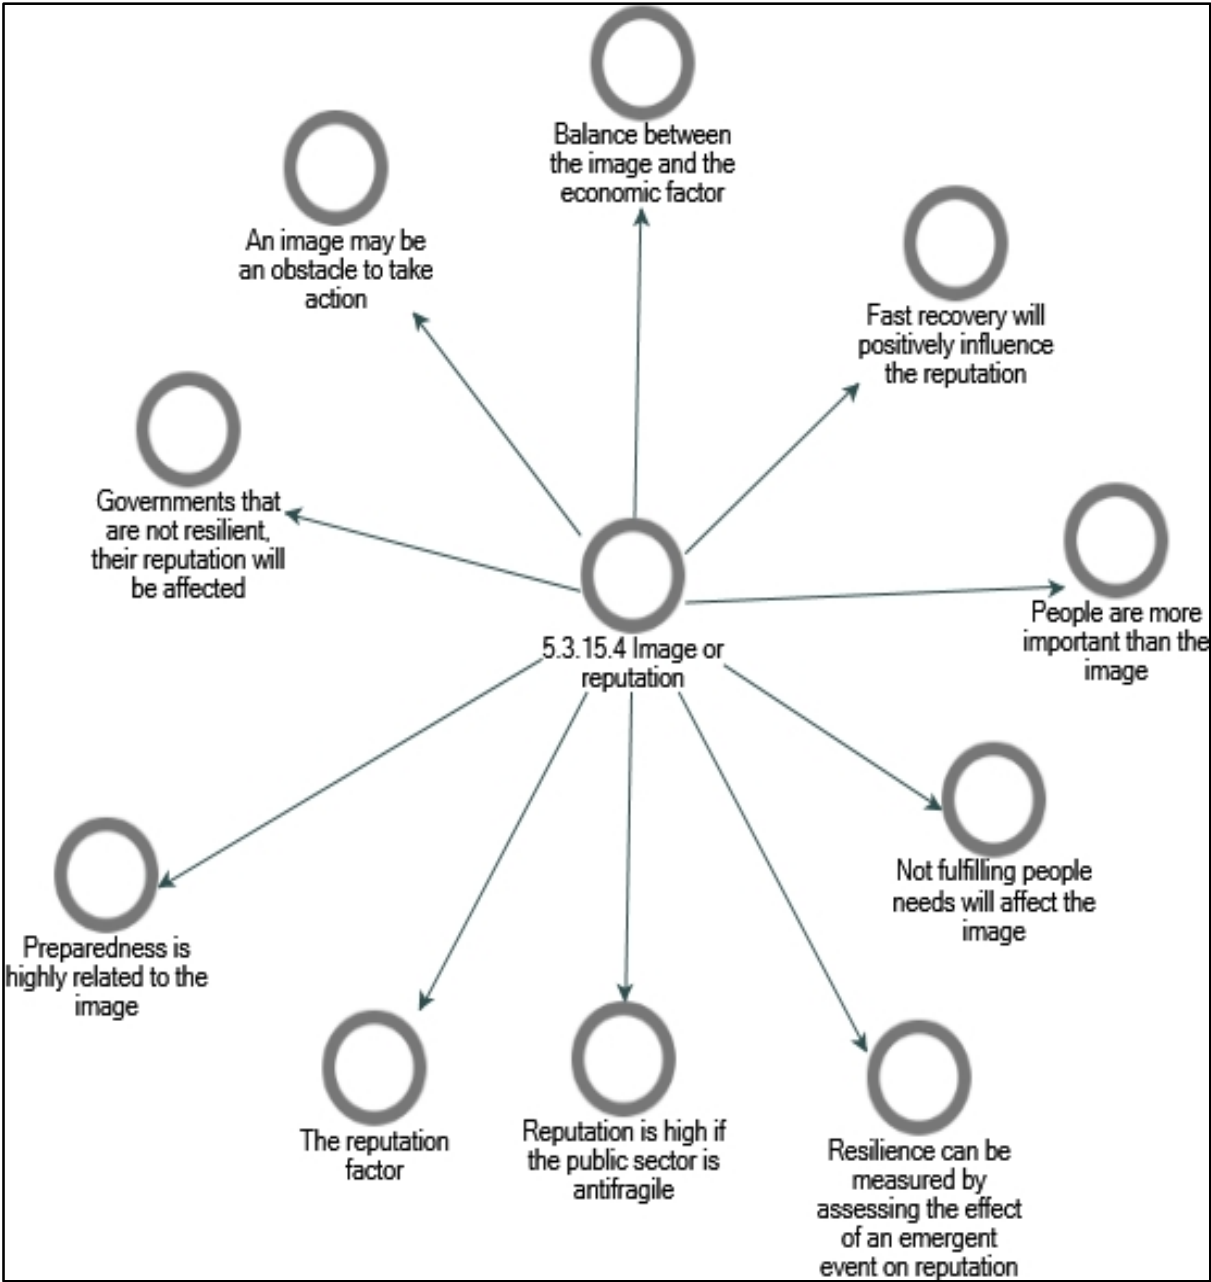 Balance between
the image and the
economic factor
An image may be
an obstacle to take
action
Fast recovery will
positively influence
the reputation
Governments that
are not resilient,
their reputation will
be affected
People are more
important than the
image
5.3.15.4 Image or
reputation
Not fulfilling people
needs will affect the
image
Preparedness is
highly related to the
image
The reputation
factor
Reputation is high if
the public sector is
antifragile
Resilience can be
measured by
assessing the effect
of an emergent
event on reputation